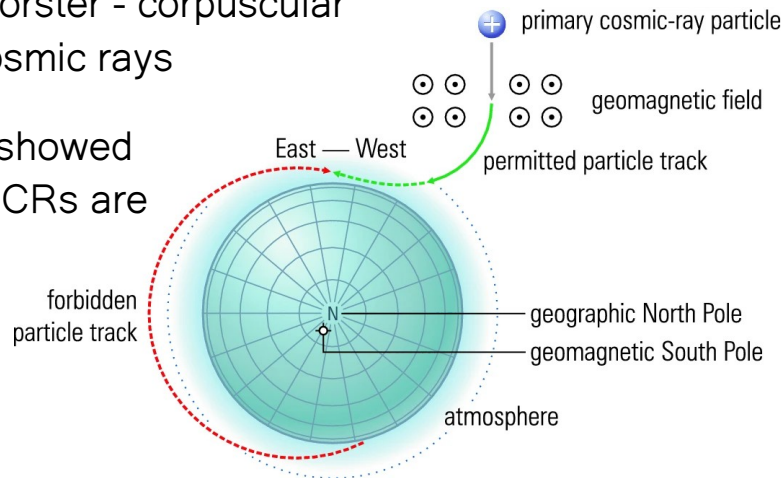 orster - corpuscular
osmic rays
showed
CRs are
primary cosmic-ray particle
geomagnetic field
East — West
permitted particle track
forbidden
particle track
N
geographic North Pole
geomagnetic South Pole
atmosphere